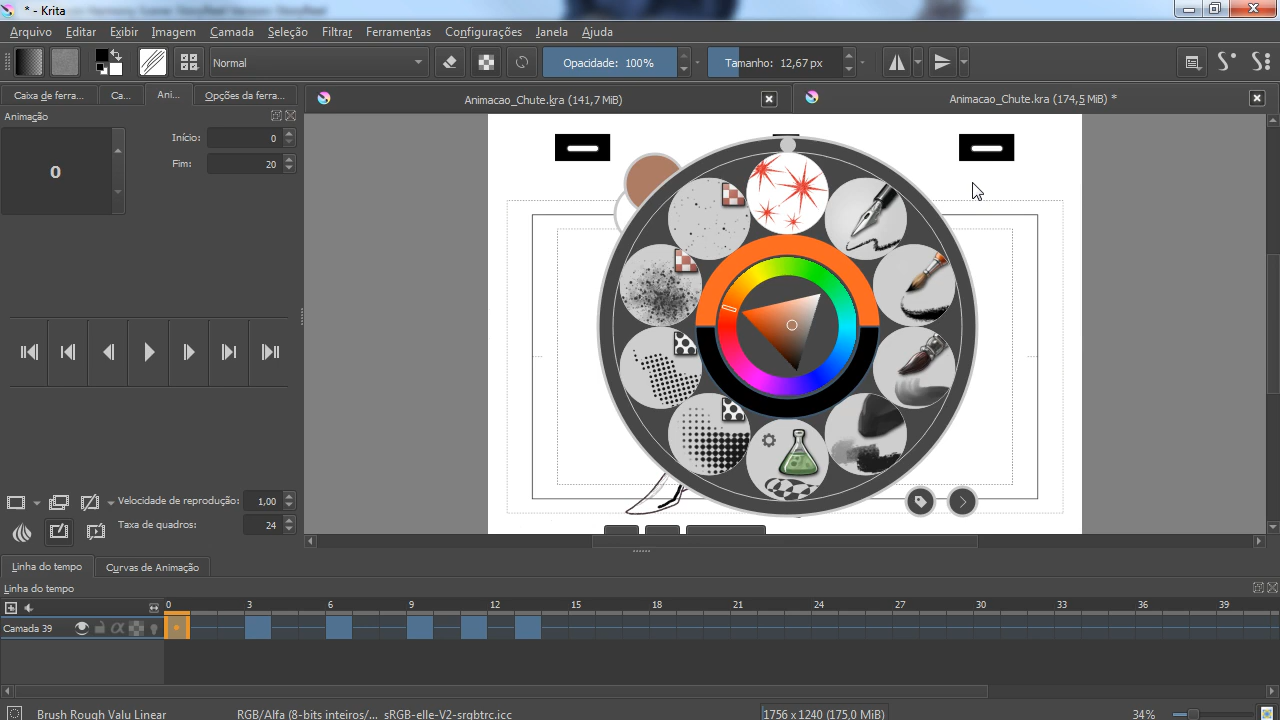 * - Krita
Arquivo Editar Exibir Imagem Camada Seleção Filtrar Ferramentas Configurações Janela Ajuda
Normal Opacidade: 100% Tamanho: 12,67 px
Caixa de ferra... Ca... Ani... Opções da ferra... Animacao_Chute.kra (141,7 MiB) Animacao_Chute.kra (174,5 MiB) *
Animação
0 Início: 0
Fim: 20
Velocidade de reprodução: 1,00
Taxa de quadros: 24
Linha do tempo Curvas de Animação
Linha do tempo
0 3 6 9 12 15 18 21 24 27 30 33 36 39
Camada 39
Brush Rough Valu Linear RGB/Alfa (8-bits inteiros/... sRGB-elle-V2-srgbtrc.icc 1756 x 1240 (175,0 MiB) 34%